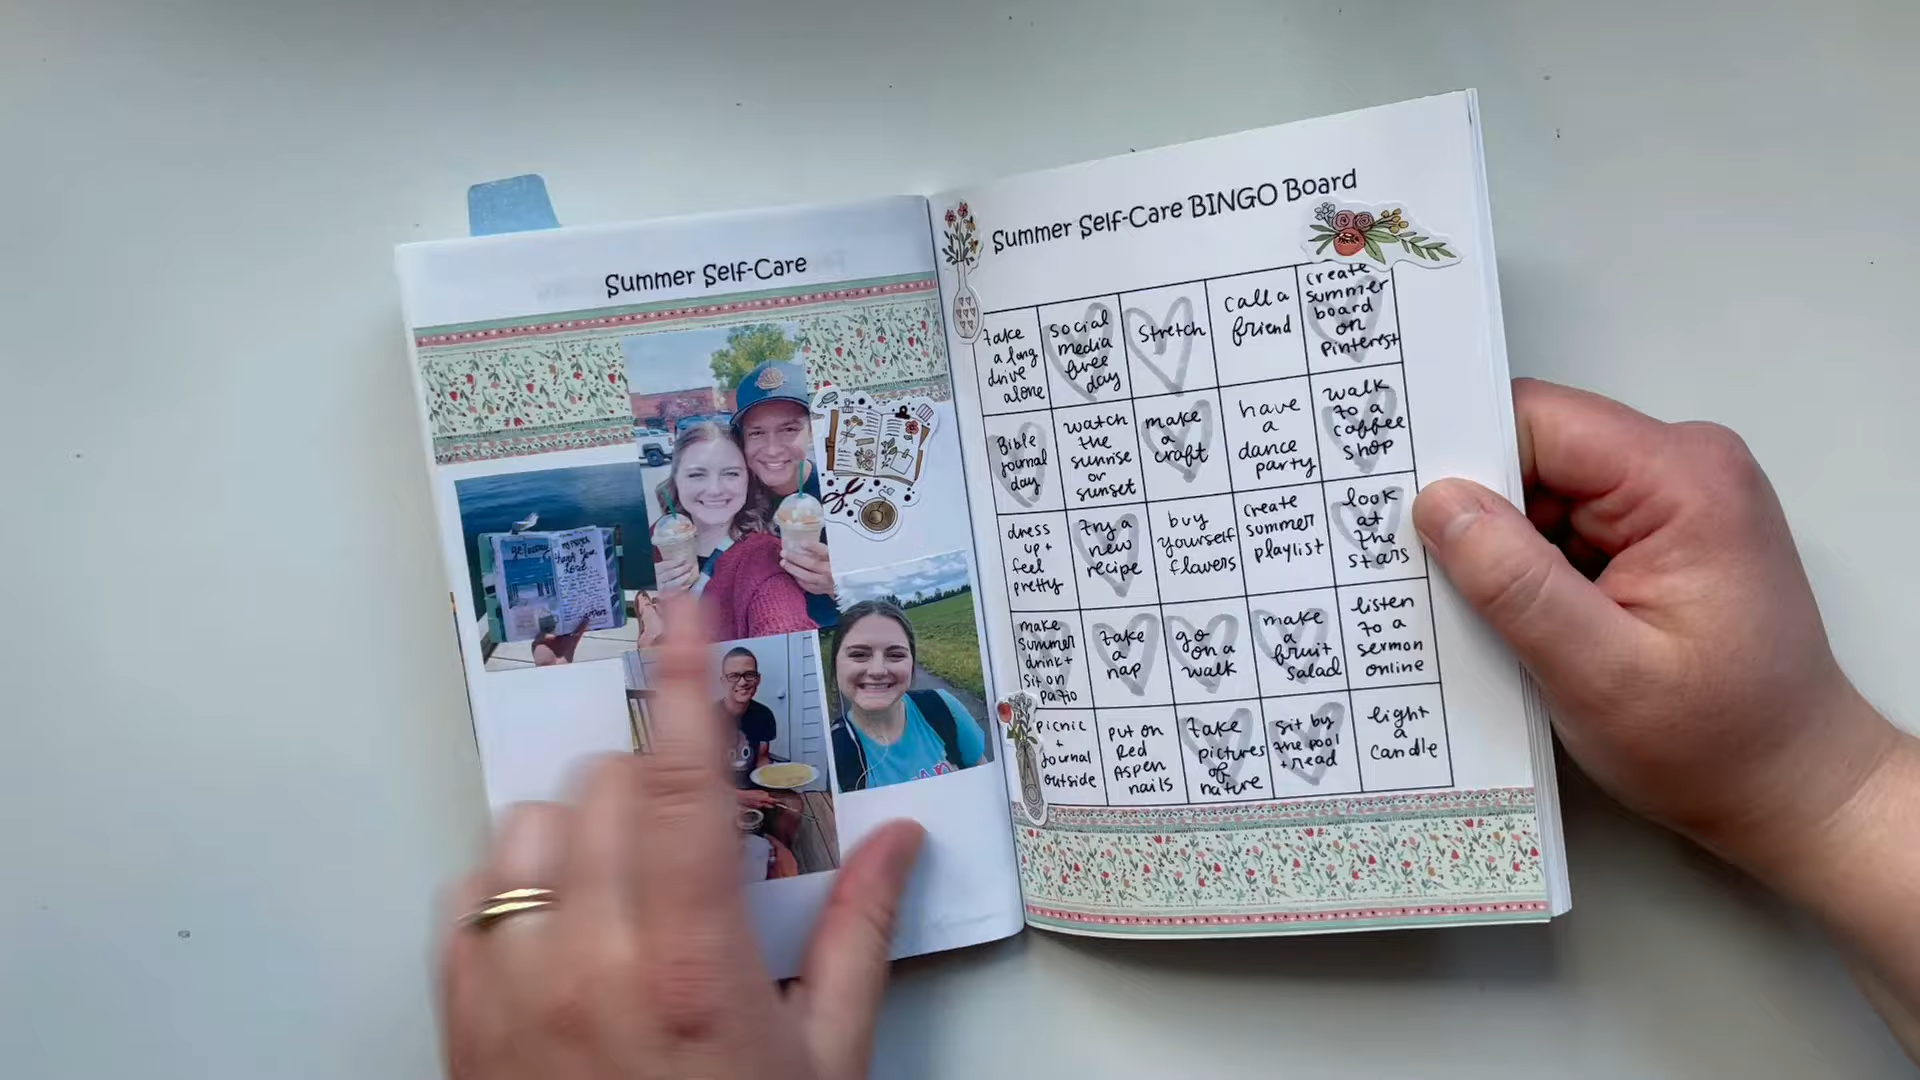 Summer Self-Care
Summer Self-Care BINGO Board
take
a long
drive
alone
social
media
free
day
stretch
call a
friend
create
summer
board
on
Pinterest
Bible
journal
day
watch
the
sunrise
or
sunset
make
a
craft
have
a
dance
party
walk
to a
coffee
shop
dress
up +
feel
pretty
try a
new
recipe
buy
yourself
flowers
create
summer
playlist
look
at
the
stars
make
summer
drink +
sit on
patio
take
a
nap
go
on a
walk
make
a
fruit
salad
listen
to a
sermon
online
picnic
+
journal
outside
put on
Red
Aspen
nails
take
pictures
of
nature
sit by
the pool
+ read
light
a
candle